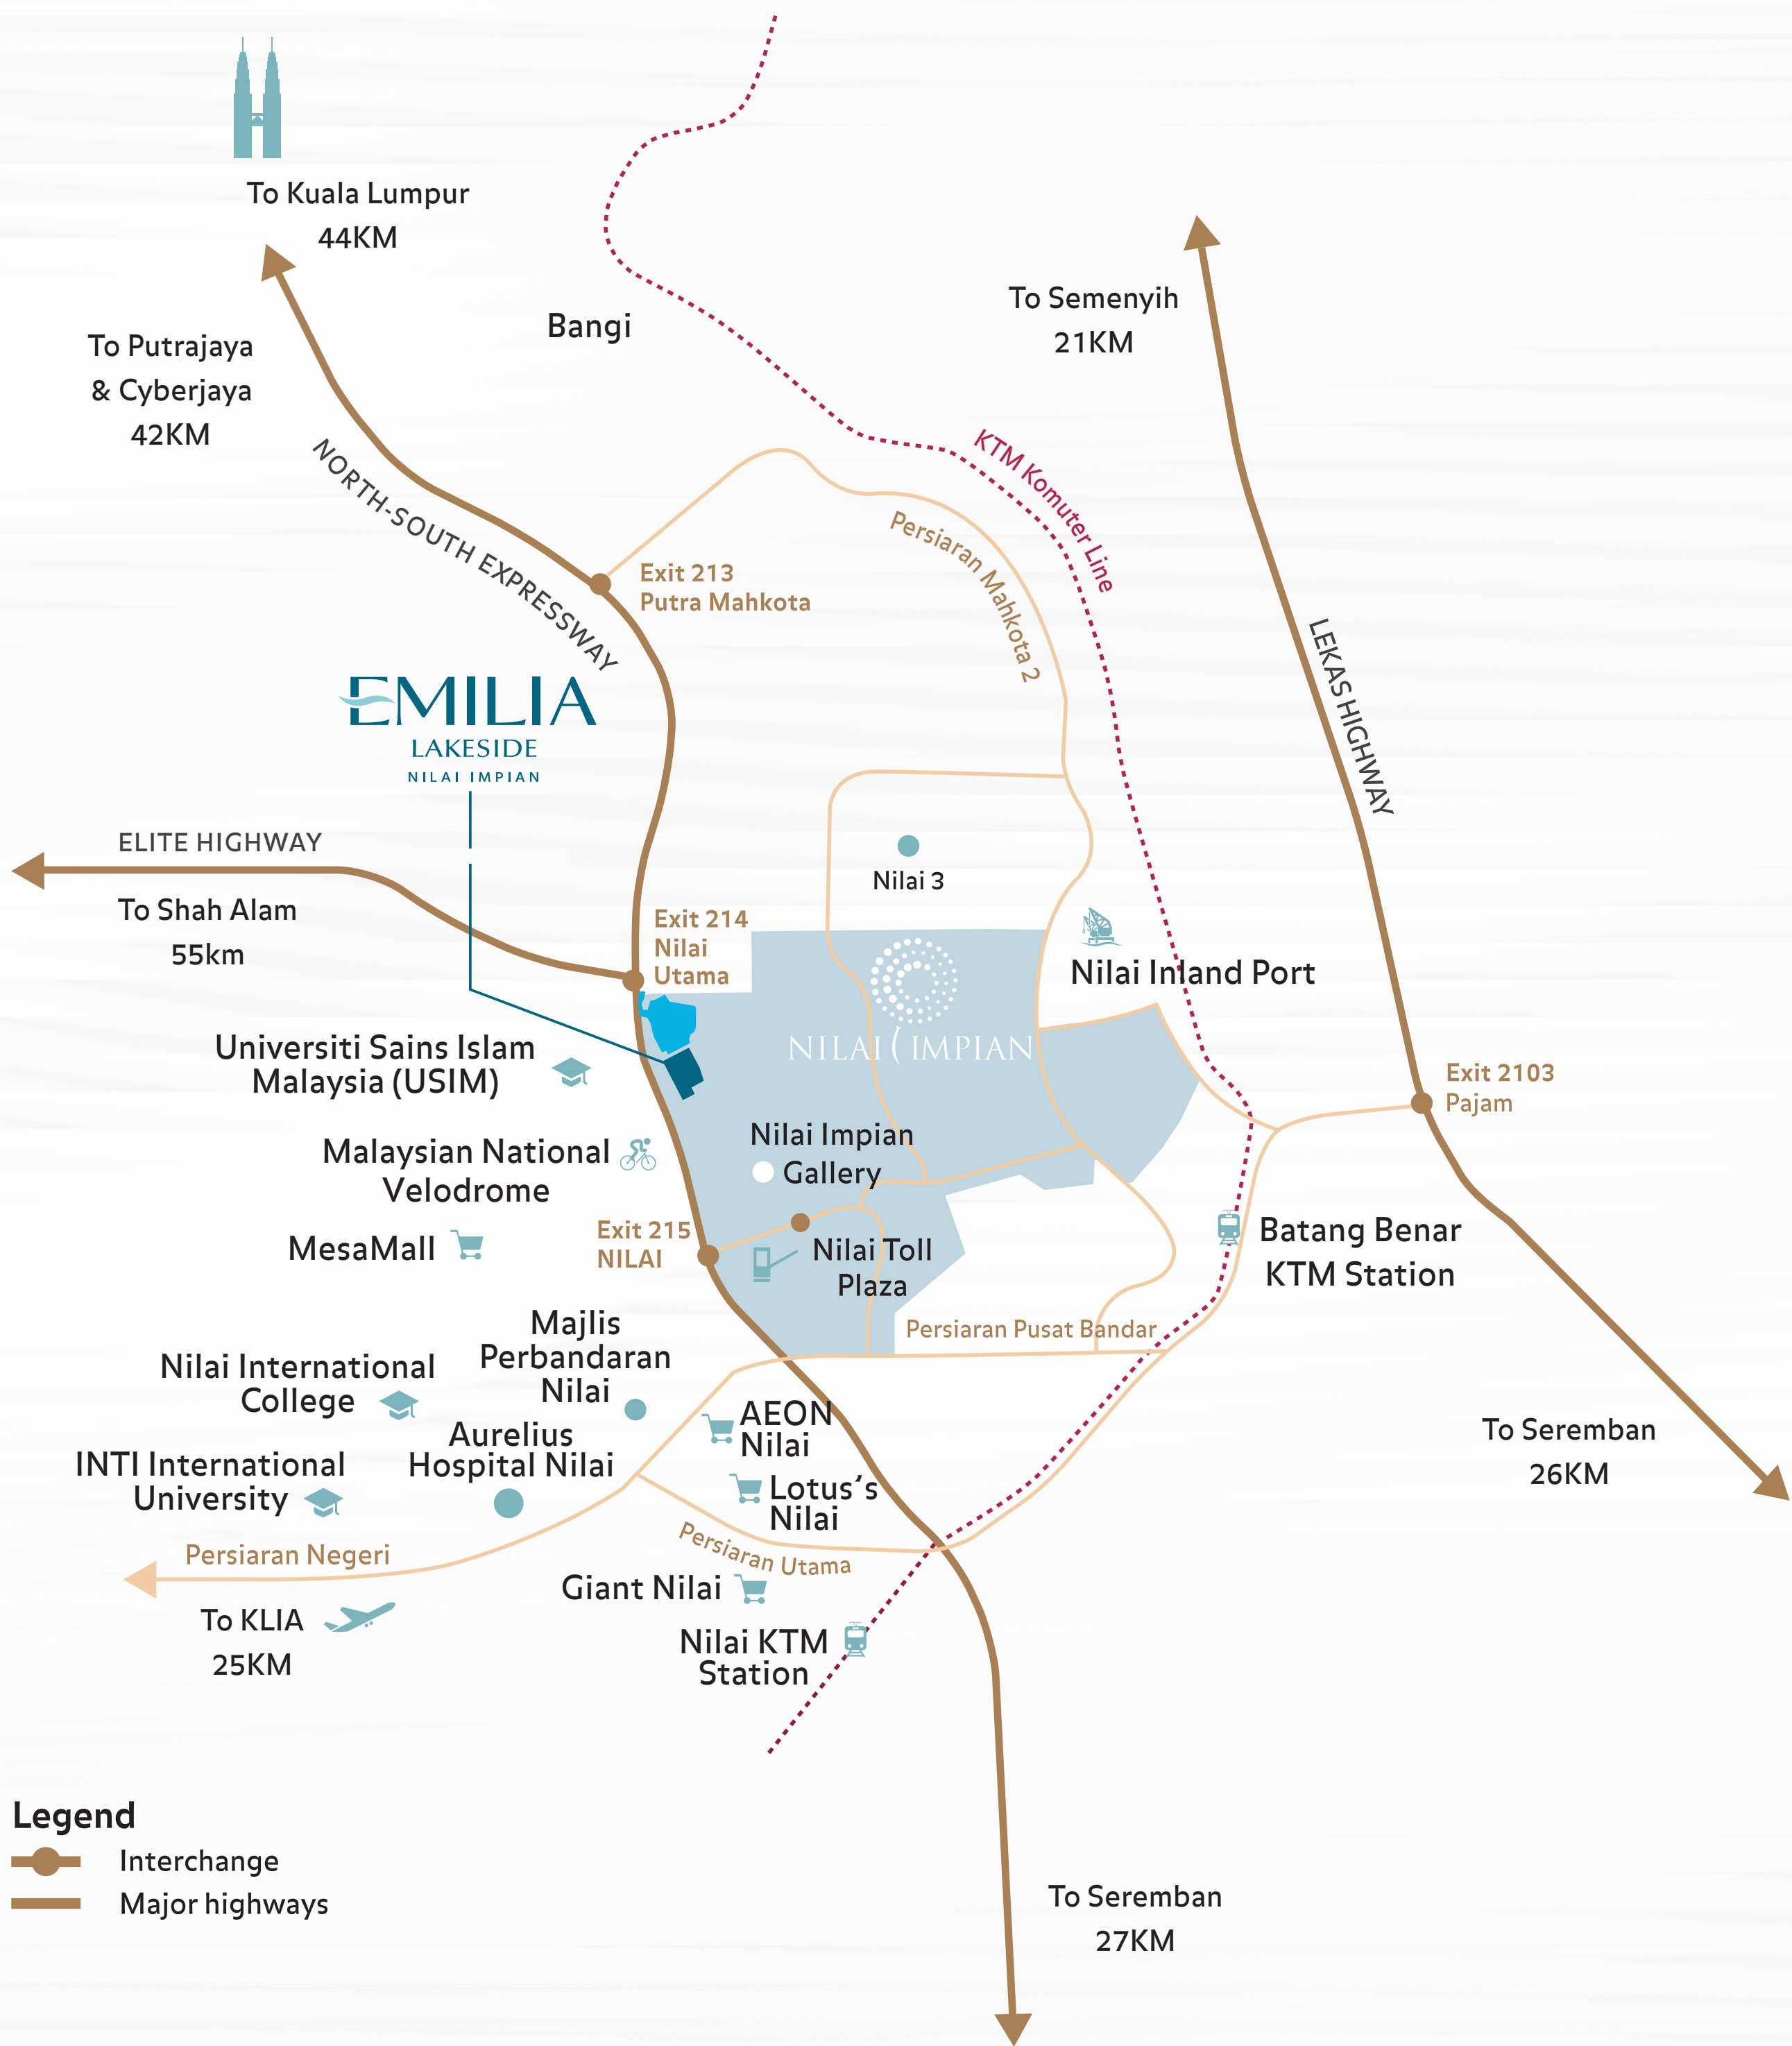 To Kuala Lumpur
44KM
To Semenyih
21KM
Bangi
To Putrajaya
& Cyberjaya
42KM
NORTH-SOUTH EXPRESSWAY
KTM Komuter Line
Persiaran Mahkota 2
Exit 213
Putra Mahkota
LEKAS HIGHWAY
EMILIA
LAKESIDE
NILAI IMPIAN
ELITE HIGHWAY
To Shah Alam
55km
Nilai 3
Exit 214
Nilai
Utama
Nilai Inland Port
NILAI IMPIAN
Universiti Sains Islam
Malaysia (USIM)
Exit 2103
Pajam
Nilai Impian
Gallery
Malaysian National
Velodrome
MesaMall
Exit 215
NILAI
Nilai Toll
Plaza
Batang Benar
KTM Station
Persiaran Pusat Bandar
Majlis
Perbandaran
Nilai
Nilai International
College
AEON
Nilai
Aurelius
Hospital Nilai
INTI International
University
Lotus‘s
Nilai
To Seremban
26KM
Persiaran Negeri
Persiaran Utama
Giant Nilai
To KLIA
25KM
Nilai KTM
Station
Legend
Interchange
Major highways
To Seremban
27KM